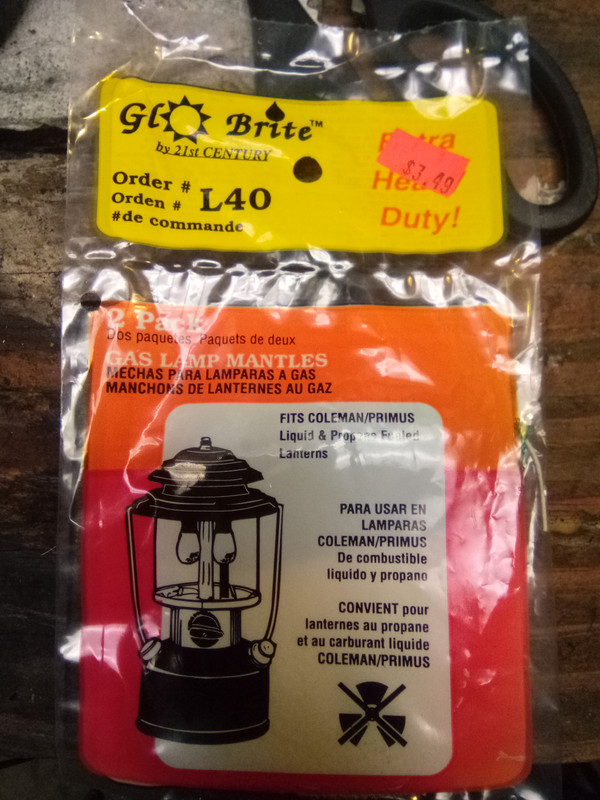 Glo Brite™
by 21st CENTURY
Order #
Orden # L40
#de commande
$3.49
Duty!
2 Pack
Dos paquetes Paquets de deux
GAS LAMP MANTLES
MECHAS PARA LAMPARAS A GAS
MANCHONS DE LANTERNES AU GAZ
FITS COLEMAN/PRIMUS
Liquid & Propane Fueled
Lanterns
PARA USAR EN
LAMPARAS
COLEMAN/PRIMUS
De combustible
liquido y propano
CONVIENT pour
lanternes au propane
et au carburant liquide
COLEMAN/PRIMUS